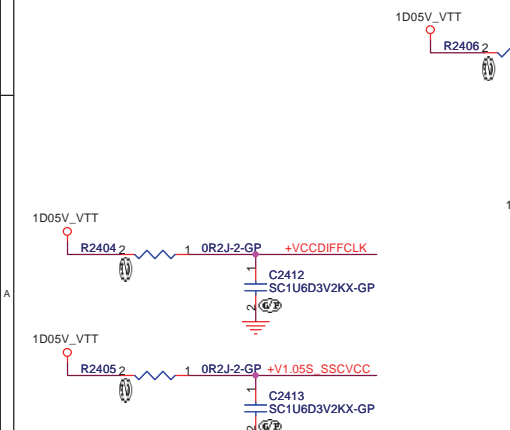 1D05V_VTT
R2406 2
1D05V_VTT
R2404 2 1 0R2J-2-GP +VCCDIFFCLK
1
C2412
SC1U6D3V2KX-GP
2
A
1D05V_VTT
R2405 2 1 0R2J-2-GP +V1.05S_SSCVCC
1
C2413
SC1U6D3V2KX-GP
2